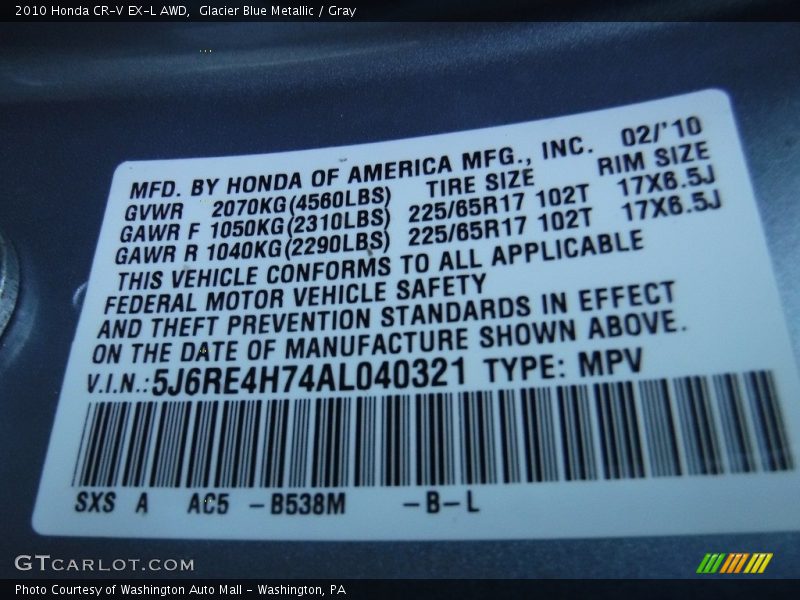 2010 Honda CR-V EX-L AWD,  Glacier Blue Metallic / Gray
MFD. BY HONDA OF AMERICA MFG., INC. 02/'10
GVWR 2070KG(4560LBS) TIRE SIZE RIM SIZE
GAWR F 1050KG(2310LBS) 225/65R17 102T 17X6.5J
GAWR R 1040KG(2290LBS) 225/65R17 102T 17X6.5J
THIS VEHICLE CONFORMS TO ALL APPLICABLE
FEDERAL MOTOR VEHICLE SAFETY
AND THEFT PREVENTION STANDARDS IN EFFECT
ON THE DATE OF MANUFACTURE SHOWN ABOVE.
V.I.N.:5J6RE4H74AL040321 TYPE: MPV
SXS A AC5 -B538M -B-L
GTCARLOT.COM
Photo Courtesy of Washington Auto Mall - Washington, PA